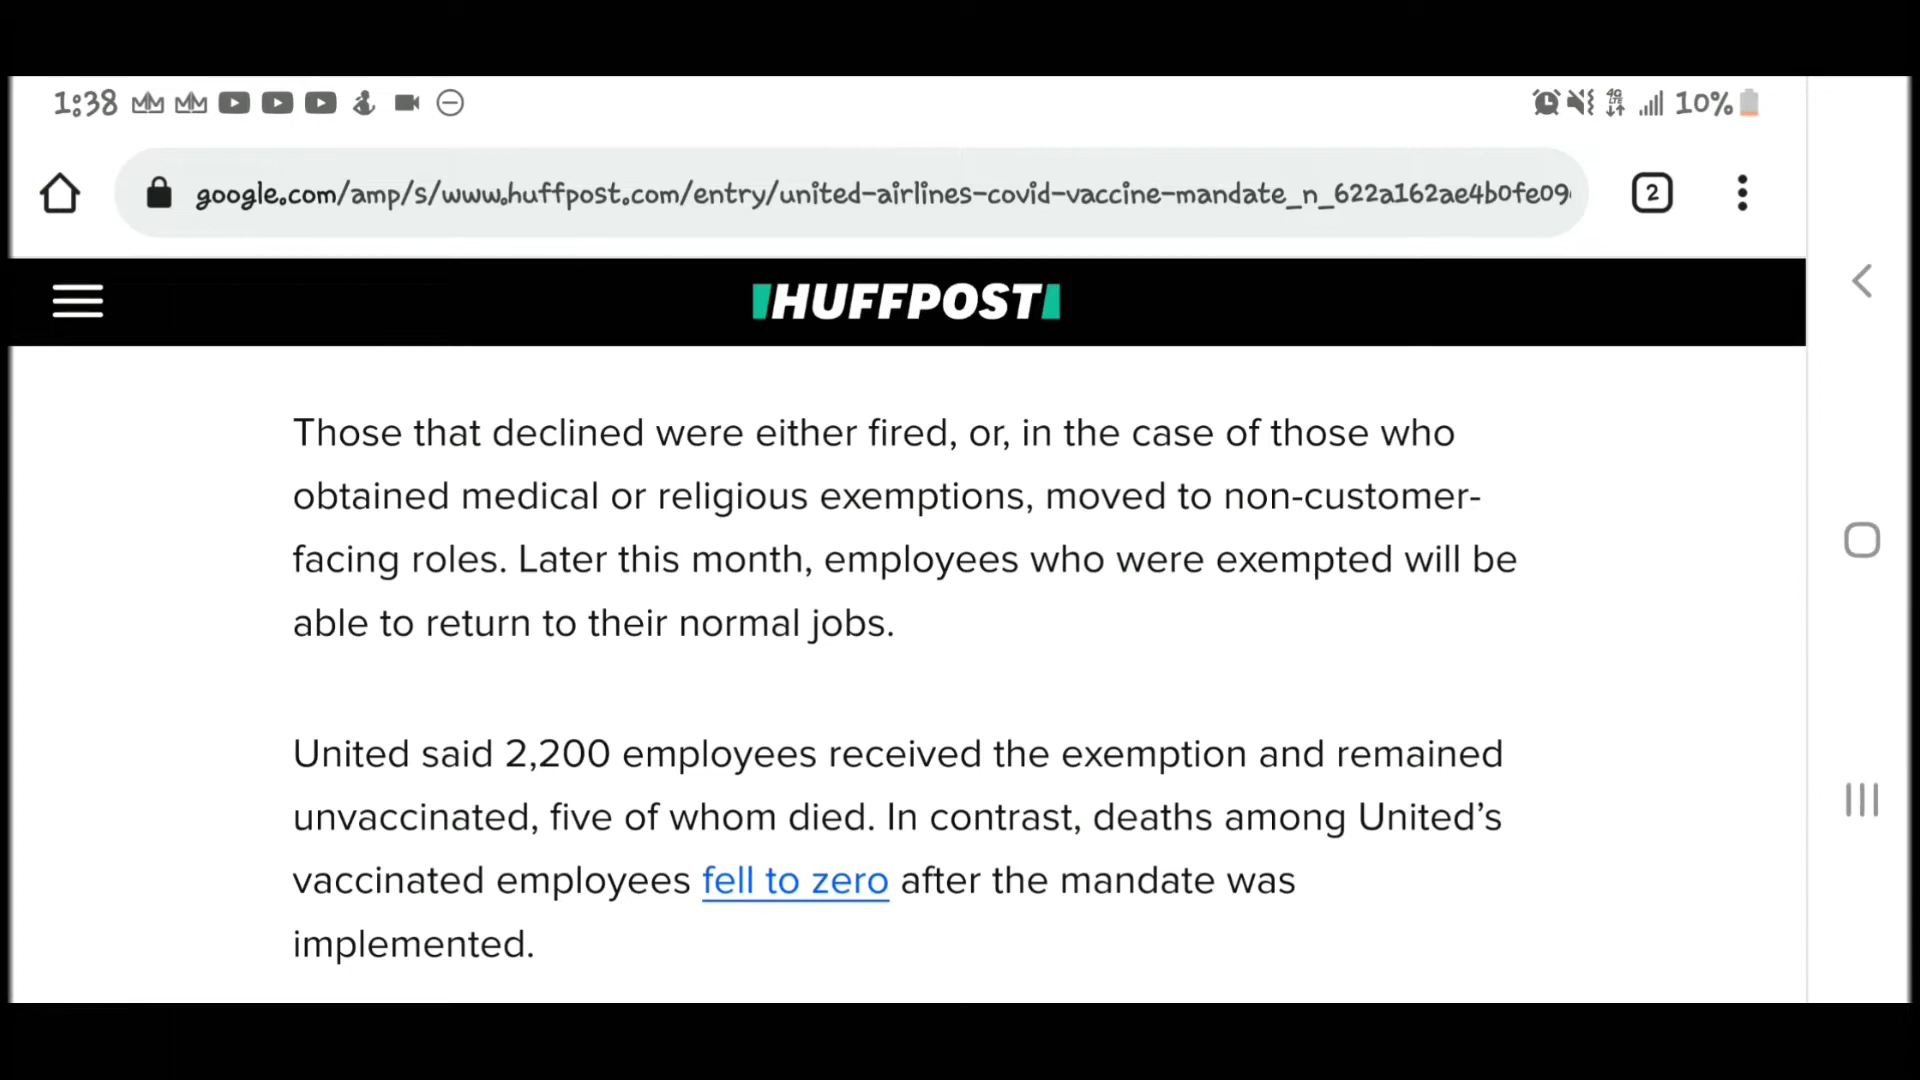 1:38
4G LTE 10%
google.com/amp/s/www.huffpost.com/entry/united-airlines-covid-vaccine-mandate_n_622a162ae4b0fe09
2
HUFFPOST
Those that declined were either fired, or, in the case of those who
obtained medical or religious exemptions, moved to non-customer-
facing roles. Later this month, employees who were exempted will be
able to return to their normal jobs.
United said 2,200 employees received the exemption and remained
unvaccinated, five of whom died. In contrast, deaths among United’s
vaccinated employees fell to zero after the mandate was
implemented.